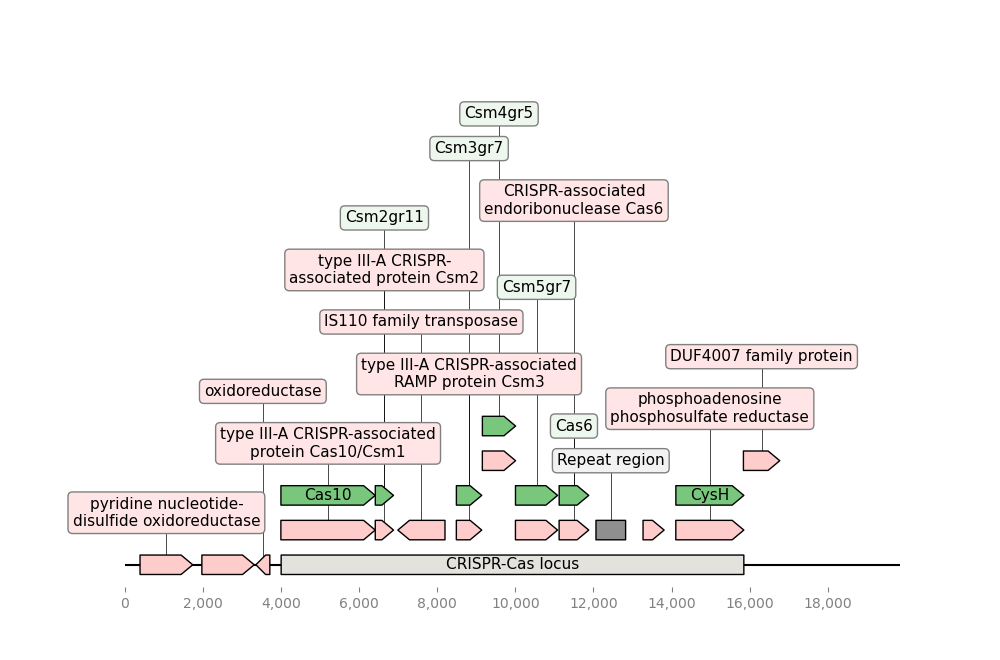 Csm4gr5
Csm3gr7
CRISPR-associated
endoribonuclease Cas6
Csm2gr11
type III-A CRISPR-
associated protein Csm2
Csm5gr7
IS110 family transposase
DUF4007 family protein
type III-A CRISPR-associated
RAMP protein Csm3
oxidoreductase
phosphoadenosine
phosphosulfate reductase
Cas6
type III-A CRISPR-associated
protein Cas10/Csm1
Repeat region
Cas10
CysH
pyridine nucleotide-
disulfide oxidoreductase
CRISPR-Cas locus
0 2,000 4,000 6,000 8,000 10,000 12,000 14,000 16,000 18,000